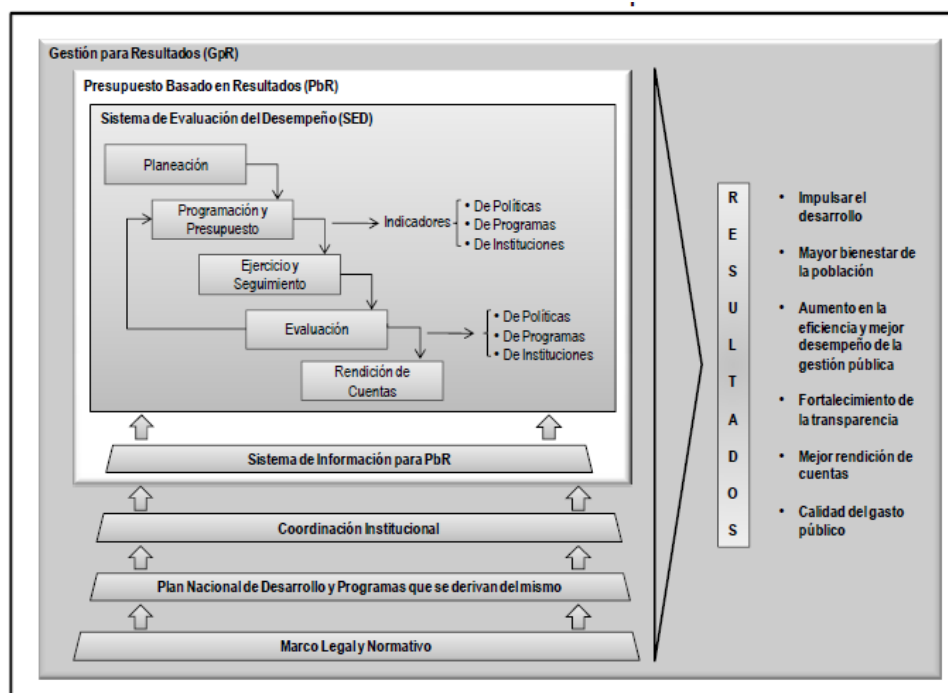 Gestión para Resultados (GpR)
Presupuesto Basado en Resultados (PbR)
Sistema de Evaluación del Desempeño (SED)
Planeación
Programación y
Presupuesto
Indicadores
• De Políticas
• De Programas
• De Instituciones
Ejercicio y
Seguimiento
Evaluación
• De Políticas
• De Programas
• De Instituciones
Rendición de
Cuentas
Sistema de Información para PbR
Coordinación Institucional
Plan Nacional de Desarrollo y Programas que se derivan del mismo
Marco Legal y Normativo
R
E
S
U
L
T
A
D
O
S
• Impulsar el
desarrollo
• Mayor bienestar de
la población
• Aumento en la
eficiencia y mejor
desempeño de la
gestión pública
• Fortalecimiento de
la transparencia
• Mejor rendición de
cuentas
• Calidad del gasto
público